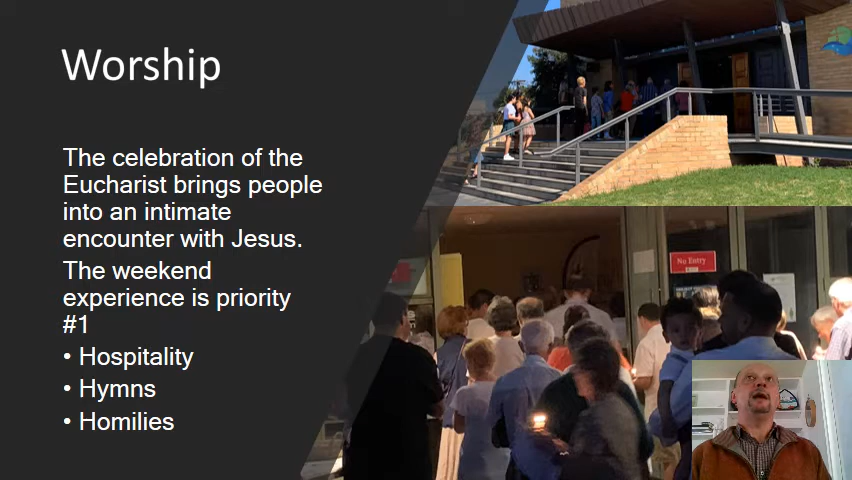 Worship
The celebration of the
Eucharist brings people
into an intimate
encounter with Jesus.
The weekend
experience is priority
#1
• Hospitality
• Hymns
• Homilies
No Entry